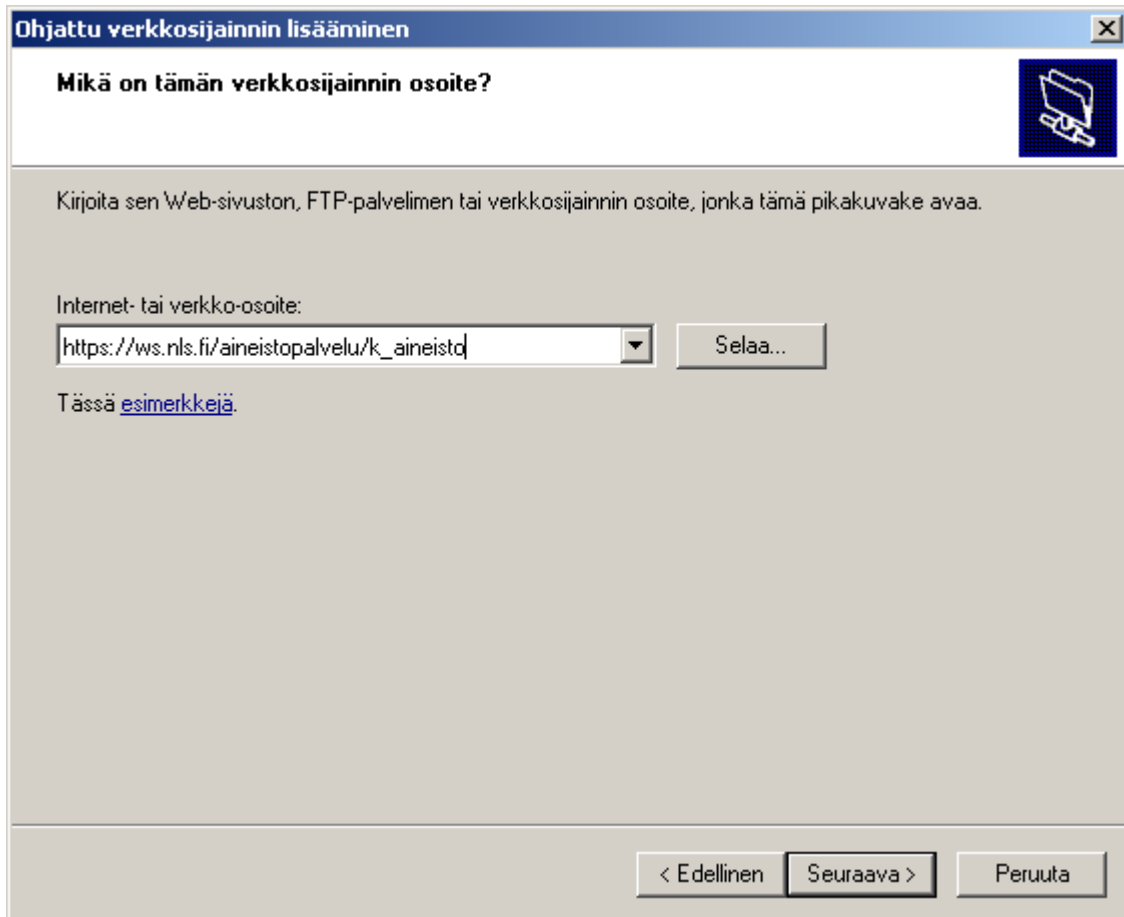 Ohjattu verkkosijainnin lisääminen
Mikä on tämän verkkosijainnin osoite?
Kirjoita sen Web-sivuston, FTP-palvelimen tai verkkosijainnin osoite, jonka tämä pikakuvake avaa.
Internet- tai verkko-osoite:
https://ws.nls.fi/aineistopalvelu/k_aineisto
Selaa...
Tässä esimerkkejä.
< Edellinen
Seuraava >
Peruuta